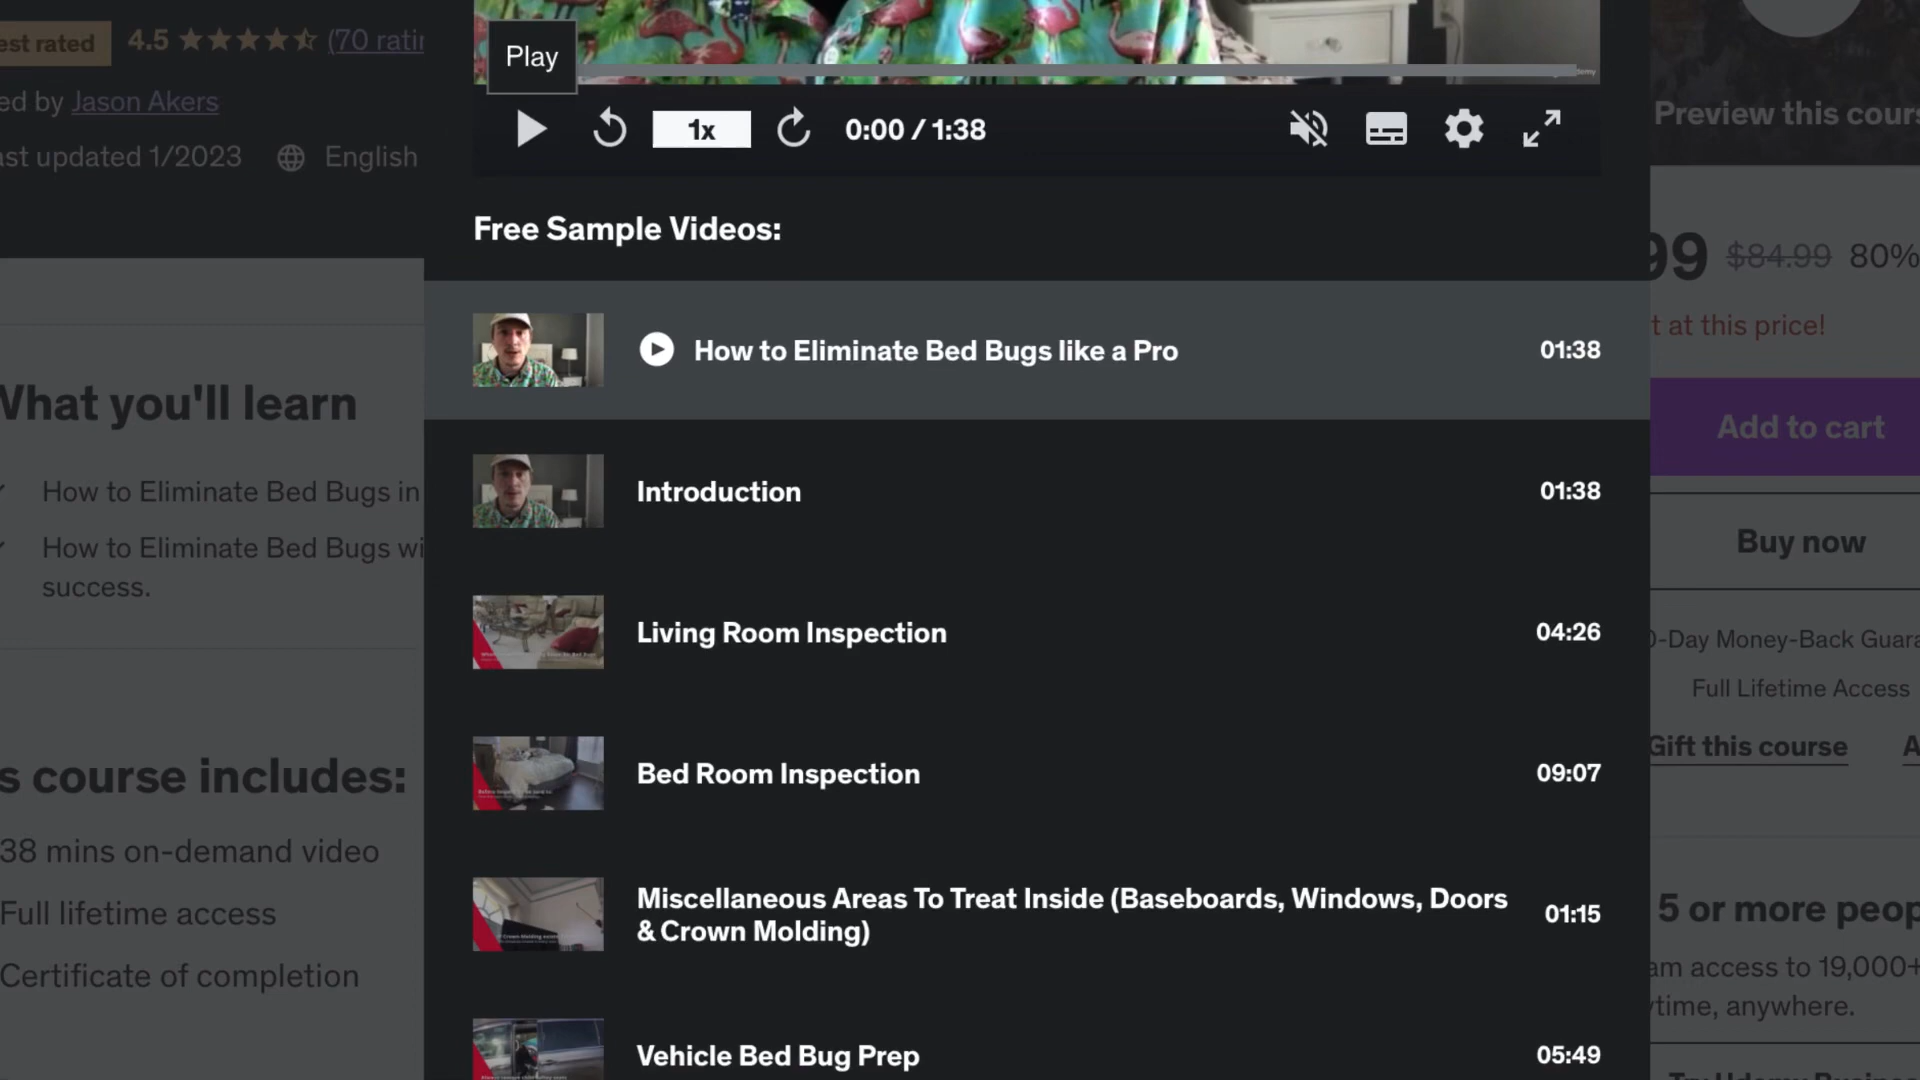 est rated
4.5
(70 ratin
ed by Jason Akers
ast updated 1/2023
English
What you'll learn
How to Eliminate Bed Bugs in
How to Eliminate Bed Bugs wi
success.
s course includes:
38 mins on-demand video
Full lifetime access
Certificate of completion
Play
1x
0:00 / 1:38
Free Sample Videos:
How to Eliminate Bed Bugs like a Pro
01:38
Introduction
01:38
Living Room Inspection
04:26
Bed Room Inspection
09:07
Miscellaneous Areas To Treat Inside (Baseboards, Windows, Doors
& Crown Molding)
01:15
Vehicle Bed Bug Prep
05:49
Preview this cours
99 $84.99 80%
t at this price!
Add to cart
Buy now
0-Day Money-Back Guara
Full Lifetime Access
Gift this course
A
5 or more peop
am access to 19,000+
ytime, anywhere.